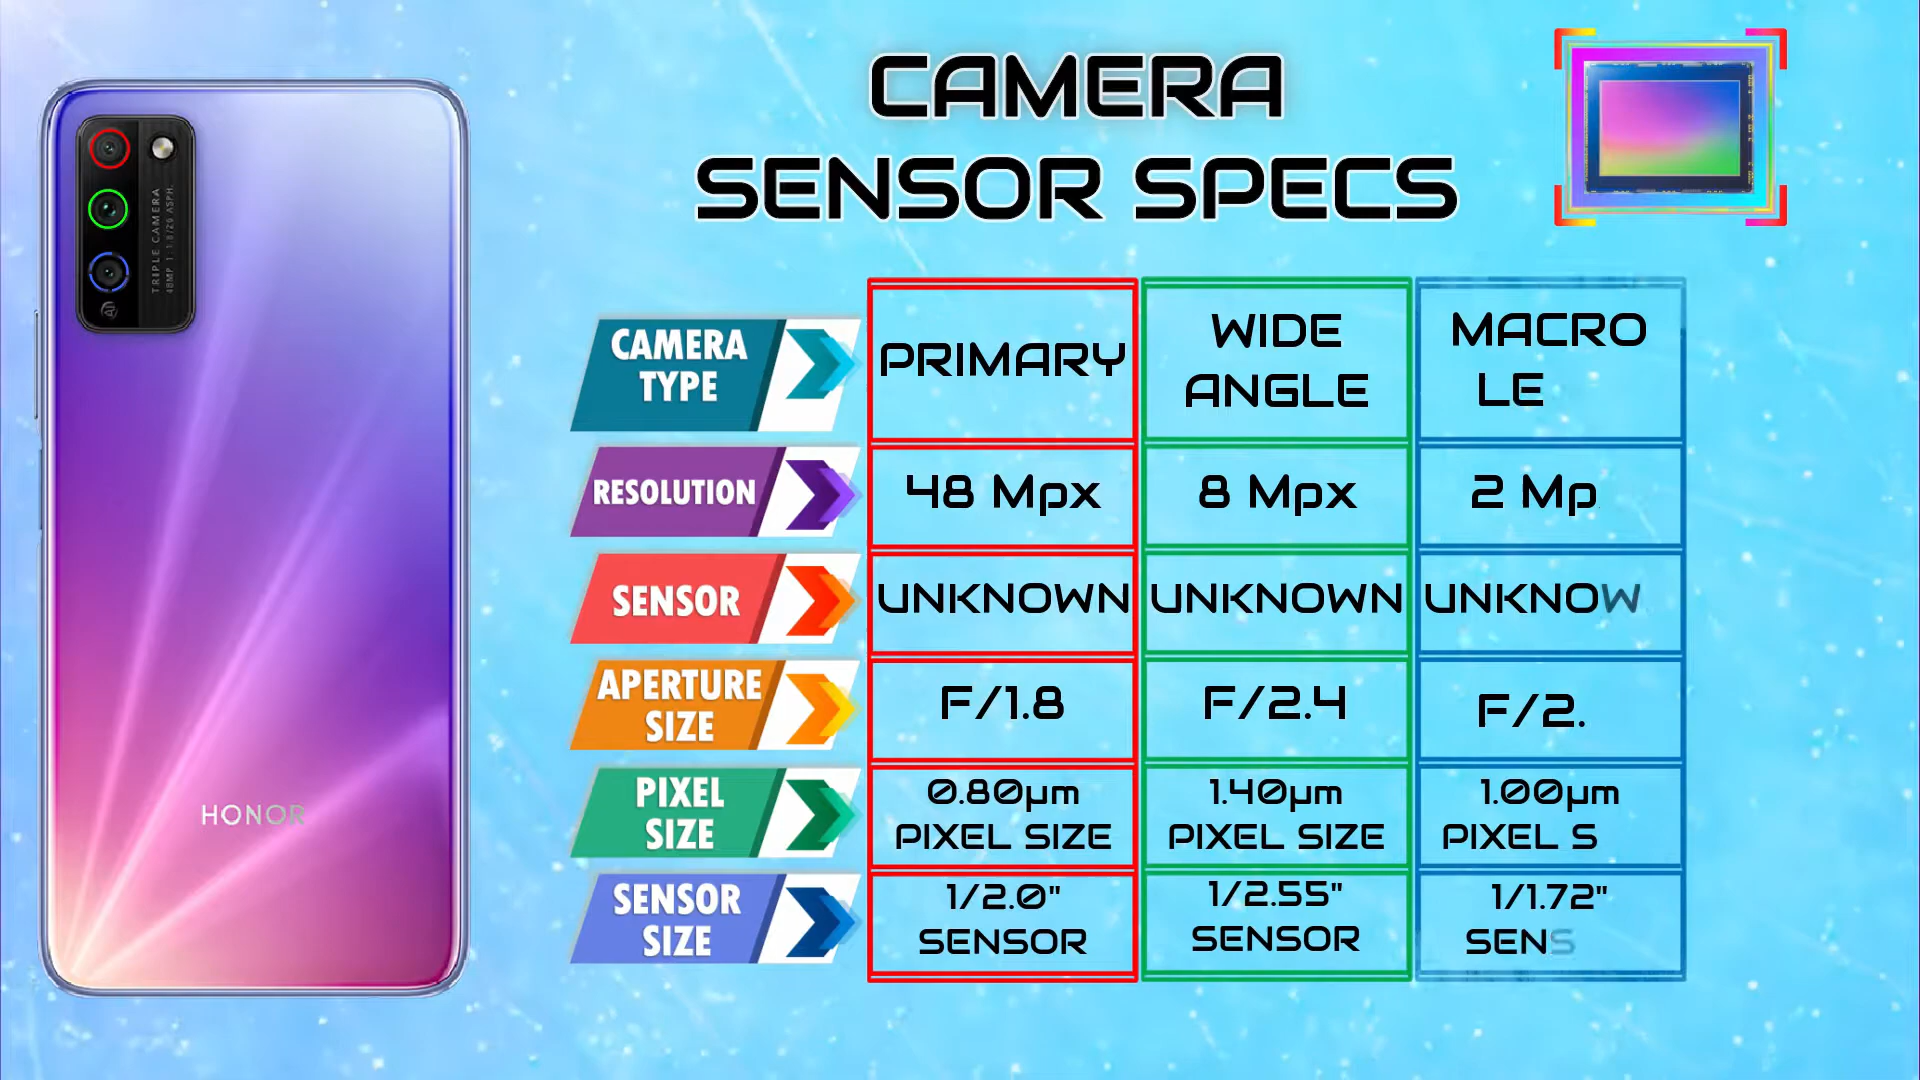 CAMERA
SENSOR SPECS
TRIPLE CAMERA
CAMERA
TYPE
PRIMARY
WIDE
ANGLE
MACRO
LE
RESOLUTION
48 Mpx
8 Mpx
2 Mp
SENSOR
UNKNOWN
UNKNOWN
UNKNOW
APERTURE
SIZE
F/1.8
F/2.4
F/2.
PIXEL
SIZE
0.80µm
PIXEL SIZE
1.40µm
PIXEL SIZE
1.00µm
PIXEL S
SENSOR
SIZE
1/2.0"
SENSOR
1/2.55"
SENSOR
1/1.72"
SENS
HONOR